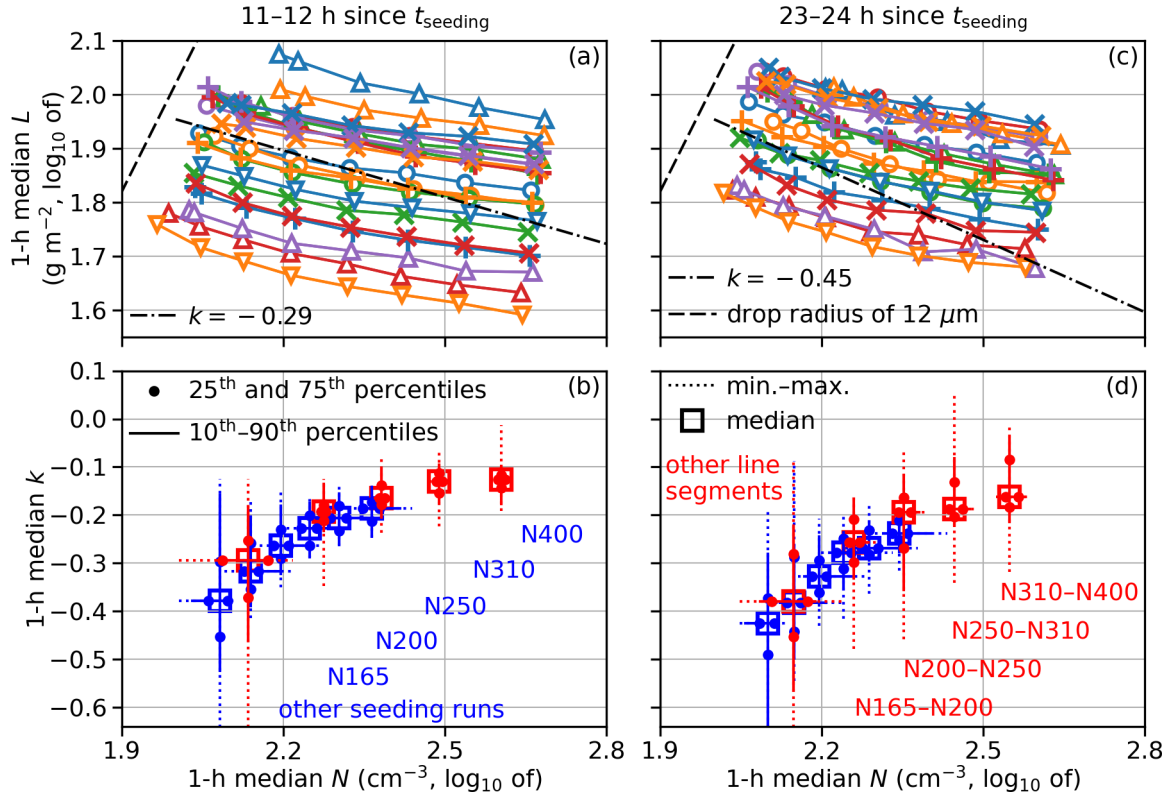 11–12 h since t_seeding
23–24 h since t_seeding
1-h median L
(g m⁻², log₁₀ of)
2.1
2.0
1.9
1.8
1.7
1.6
(a)
k = −0.29
(c)
k = −0.45
drop radius of 12 μm
1-h median k
0.1
0.0
−0.1
−0.2
−0.3
−0.4
−0.5
−0.6
25ᵗʰ and 75ᵗʰ percentiles
10ᵗʰ–90ᵗʰ percentiles
(b)
N400
N310
N250
N200
N165
other seeding runs
min.–max.
median
(d)
other line
segments
N310–N400
N250–N310
N200–N250
N165–N200
1.9 2.2 2.5 2.8
1.9 2.2 2.5 2.8
1-h median N (cm⁻³, log₁₀ of)
1-h median N (cm⁻³, log₁₀ of)